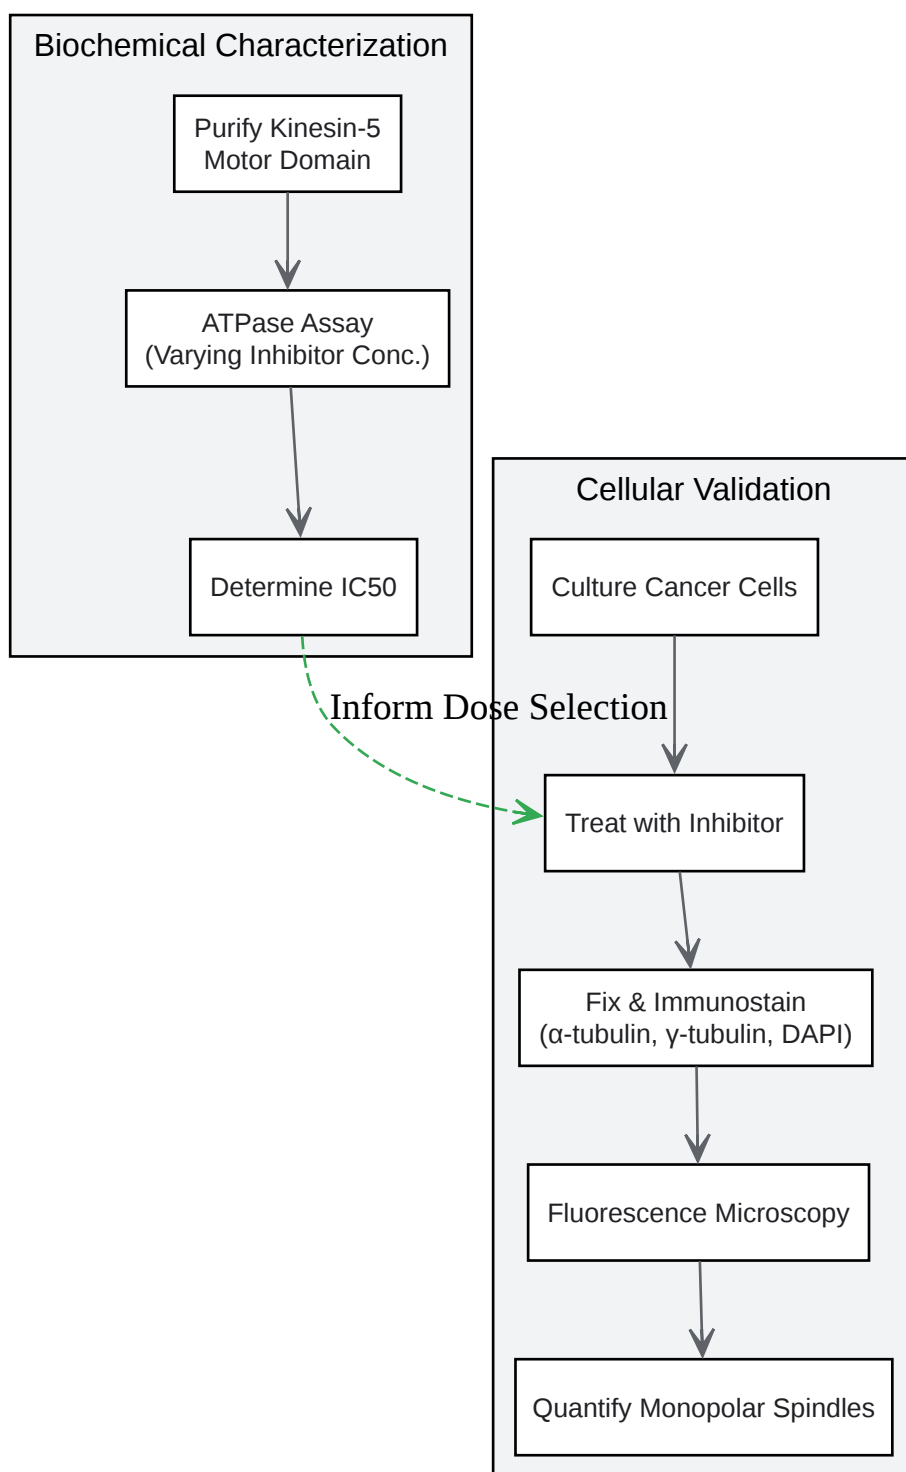 Biochemical Characterization
Purify Kinesin-5
Motor Domain
ATPase Assay
(Varying Inhibitor Conc.)
Determine IC50
Inform Dose Selection
Cellular Validation
Culture Cancer Cells
Treat with Inhibitor
Fix & Immunostain
(α-tubulin, γ-tubulin, DAPI)
Fluorescence Microscopy
Quantify Monopolar Spindles